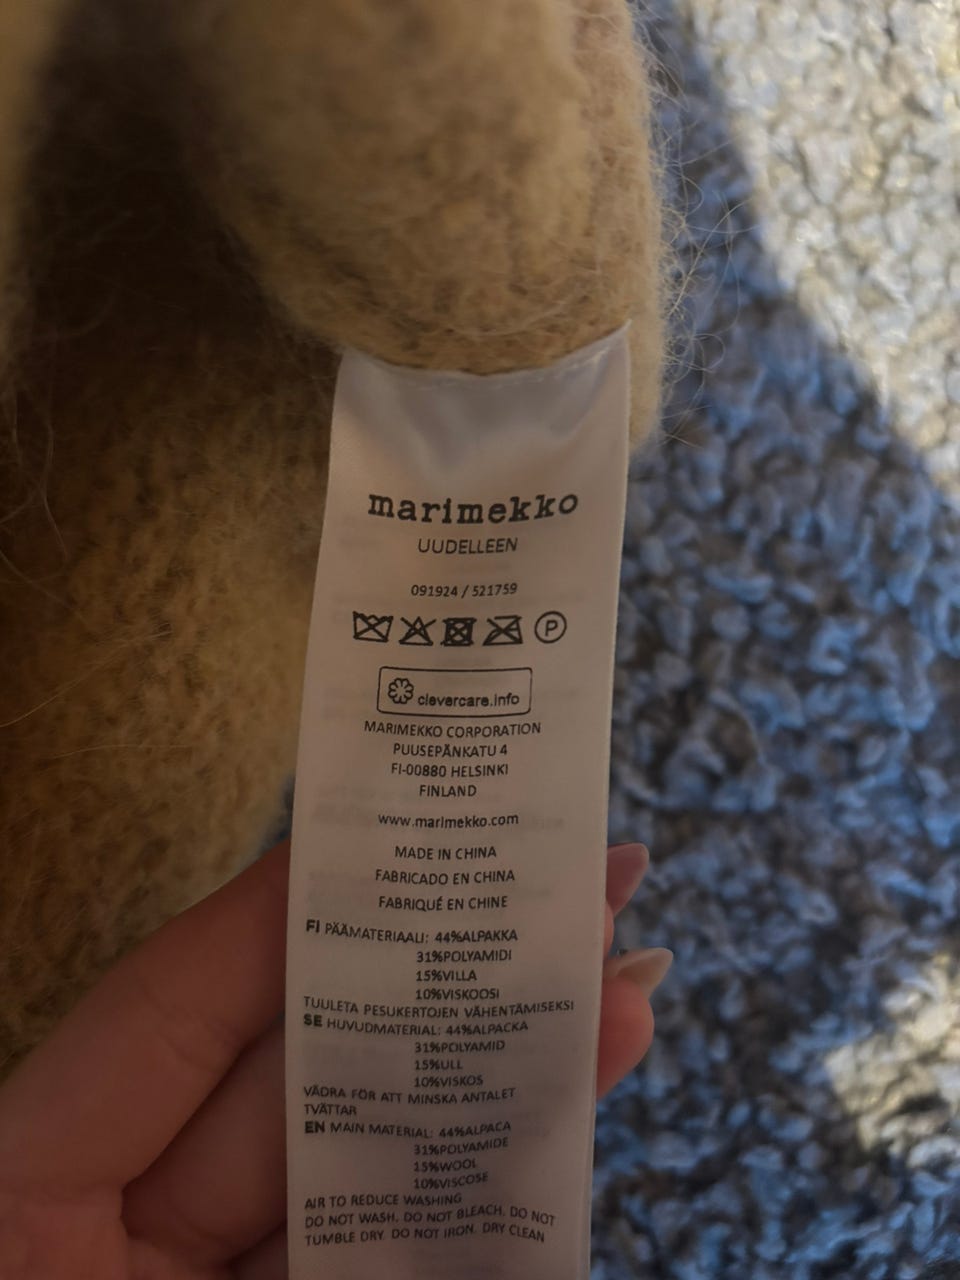 marimekko
UUDELLEEN
091924 / 521759
P
clevercare.info
MARIMEKKO CORPORATION
PUUSEPÄNKATU 4
FI-00880 HELSINKI
FINLAND
www.marimekko.com
MADE IN CHINA
FABRICADO EN CHINA
FABRIQUÉ EN CHINE
FI PÄÄMATERIAALI: 44%ALPAKKA
31%POLYAMIDI
15%VILLA
10%VISKOOSI
TUULETA PESUKERTOJEN VÄHENTÄMISEKSI
SE HUVUDMATERIAL: 44%ALPACKA
31%POLYAMID
15%ULL
10%VISKOS
VÄDRA FÖR ATT MINSKA ANTALET
TVÄTTAR
EN MAIN MATERIAL: 44%ALPACA
31%POLYAMIDE
15%WOOL
10%VISCOSE
AIR TO REDUCE WASHING
DO NOT WASH. DO NOT BLEACH. DO NOT
TUMBLE DRY. DO NOT IRON. DRY CLEAN